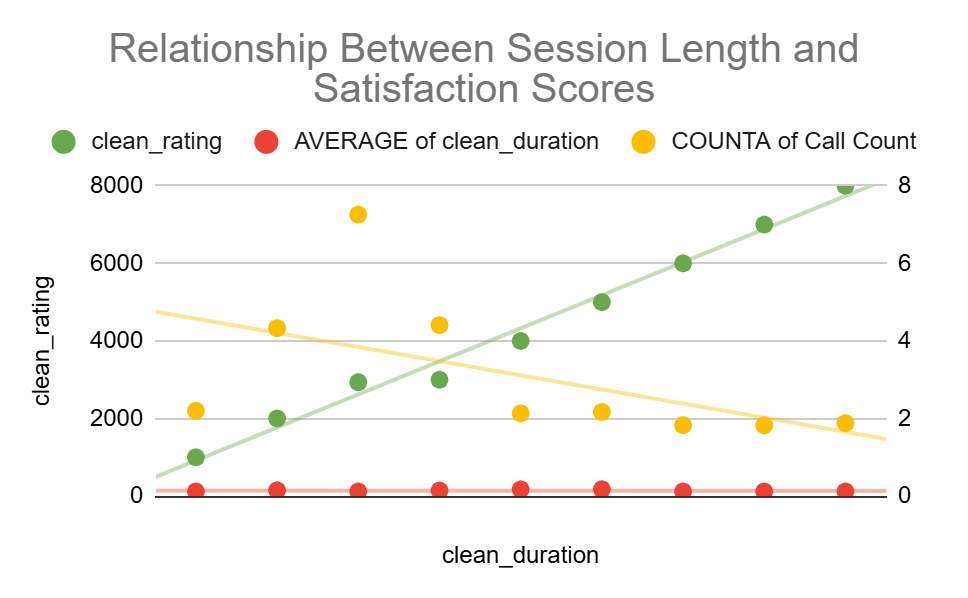 Relationship Between Session Length and
Satisfaction Scores
clean_rating AVERAGE of clean_duration COUNTA of Call Count
8000 8
6000 6
4000 4
2000 2
0 0
clean_rating
clean_duration